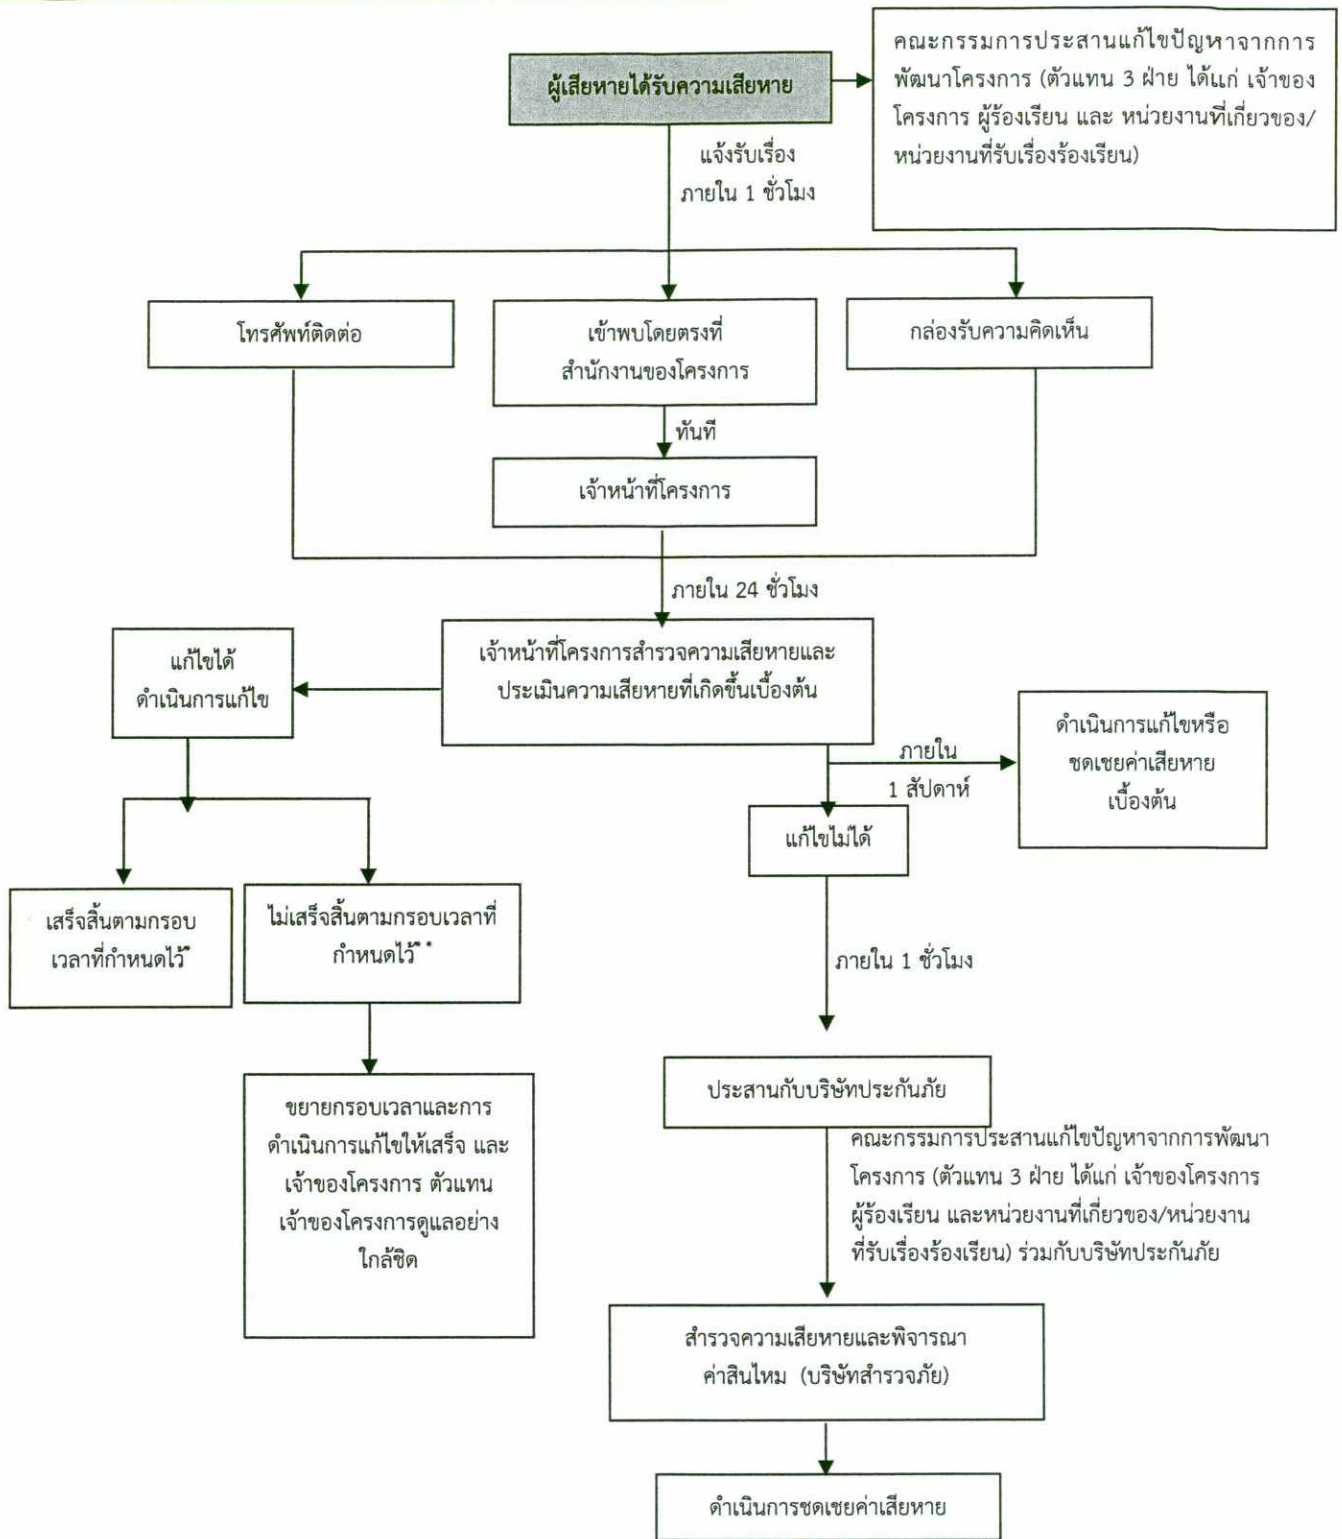 ผู้เสียหายได้รับความเสียหาย
คณะกรรมการประสานแก้ไขปัญหาจากการ
พัฒนาโครงการ (ตัวแทน 3 ฝ่าย ได้แก่ เจ้าของ
โครงการ ผู้ร้องเรียน และ หน่วยงานที่เกี่ยวของ/
หน่วยงานที่รับเรื่องร้องเรียน)
แจ้งรับเรื่อง
ภายใน 1 ชั่วโมง
โทรศัพท์ติดต่อ
เข้าพบโดยตรงที่
สำนักงานของโครงการ
กล่องรับความคิดเห็น
ทันที
เจ้าหน้าที่โครงการ
ภายใน 24 ชั่วโมง
แก้ไขได้
ดำเนินการแก้ไข
เจ้าหน้าที่โครงการสำรวจความเสียหายและ
ประเมินความเสียหายที่เกิดขึ้นเบื้องต้น
ภายใน
1 สัปดาห์
ดำเนินการแก้ไขหรือ
ชดเชยค่าเสียหาย
เบื้องต้น
แก้ไขไม่ได้
เสร็จสิ้นตามกรอบ
เวลาที่กำหนดไว้*
ไม่เสร็จสิ้นตามกรอบเวลาที่
กำหนดไว้**
ภายใน 1 ชั่วโมง
ขยายกรอบเวลาและการ
ดำเนินการแก้ไขให้เสร็จ และ
เจ้าของโครงการ ตัวแทน
เจ้าของโครงการดูแลอย่าง
ใกล้ชิด
ประสานกับบริษัทประกันภัย
คณะกรรมการประสานแก้ไขปัญหาจากการพัฒนา
โครงการ (ตัวแทน 3 ฝ่าย ได้แก่ เจ้าของโครงการ
ผู้ร้องเรียน และหน่วยงานที่เกี่ยวของ/หน่วยงาน
ที่รับเรื่องร้องเรียน) ร่วมกับบริษัทประกันภัย
สำรวจความเสียหายและพิจารณา
ค่าสินไหม (บริษัทสำรวจภัย)
ดำเนินการชดเชยค่าเสียหาย